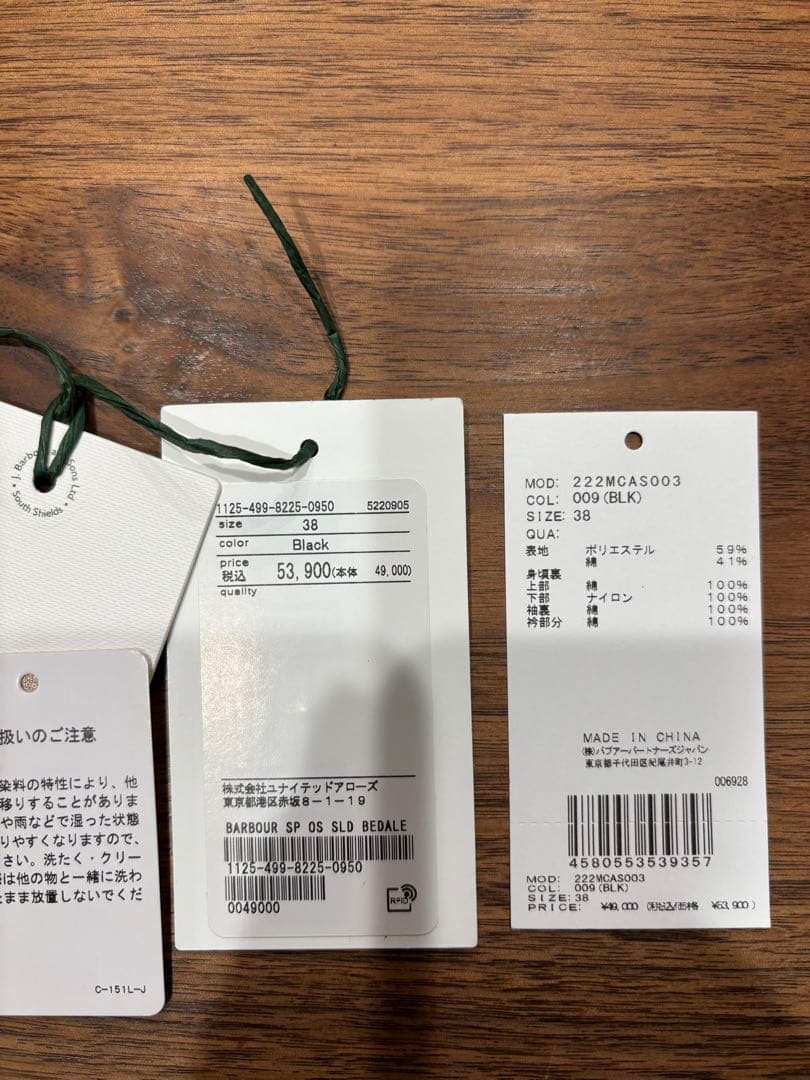 J. Barbour & Sons Ltd
• South Shields •
扱いのご注意
染料の特性により、他
移りすることがありま
や雨などで湿った状態
りやすくなりますので、
さい。洗たく・クリー
は他の物と一緒に洗わ
たまま放置しないでくだ
C-151L-J
1125-499-8225-0950 5220905
size 38
color Black
price
税込 53,900(本体 49,000)
quality
株式会社ユナイテッドアローズ
東京都港区赤坂8-1-19
BARBOUR SP OS SLD BEDALE
1125-499-8225-0950
0049000
RFID
MOD: 222MCAS003
COL: 009(BLK)
SIZE: 38
QUA:
表地 ポリエステル 59%
綿 41%
身頃裏
上部 綿 100%
下部 ナイロン 100%
袖裏 綿 100%
衿部分 綿 100%
MADE IN CHINA
(株)バブアーパートナーズジャパン
東京都千代田区紀尾井町3-12
006928
4580553539357
MOD: 222MCAS003
COL: 009(BLK)
SIZE: 38
PRICE: ¥49,000 (税込価格 ¥53,900)